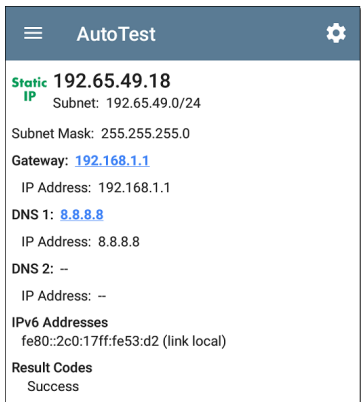 AutoTest
Static IP
192.65.49.18
Subnet: 192.65.49.0/24
Subnet Mask: 255.255.255.0
Gateway: 192.168.1.1
IP Address: 192.168.1.1
DNS 1: 8.8.8.8
IP Address: 8.8.8.8
DNS 2: --
IP Address: --
IPv6 Addresses
fe80::2c0:17ff:fe53:d2 (link local)
Result Codes
Success